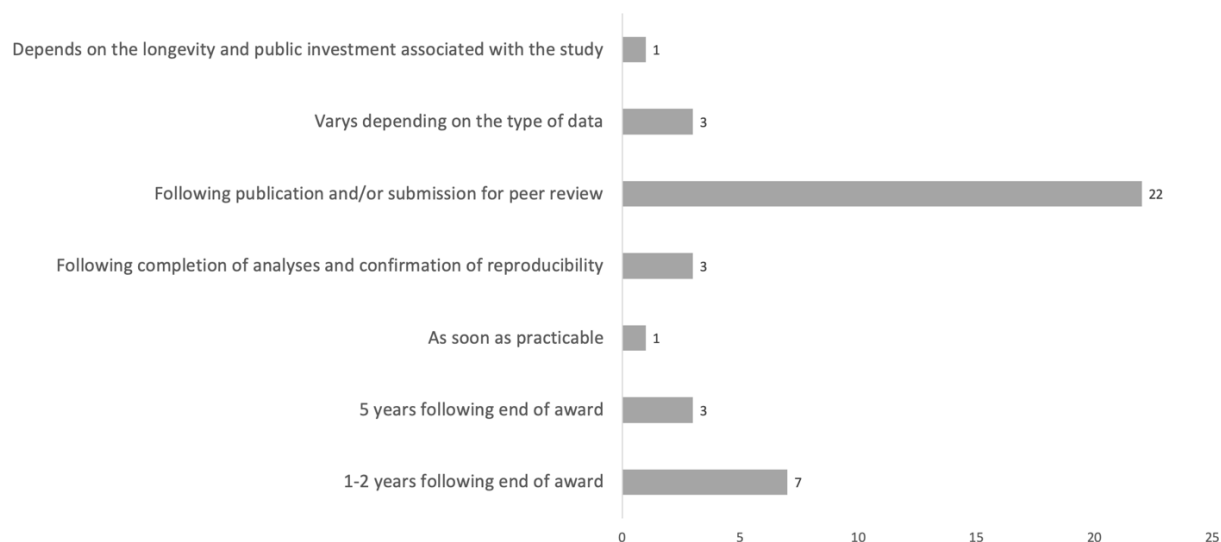 Depends on the longevity and public investment associated with the study 1
Varys depending on the type of data 3
Following publication and/or submission for peer review 22
Following completion of analyses and confirmation of reproducibility 3
As soon as practicable 1
5 years following end of award 3
1-2 years following end of award 7
0 5 10 15 20 25